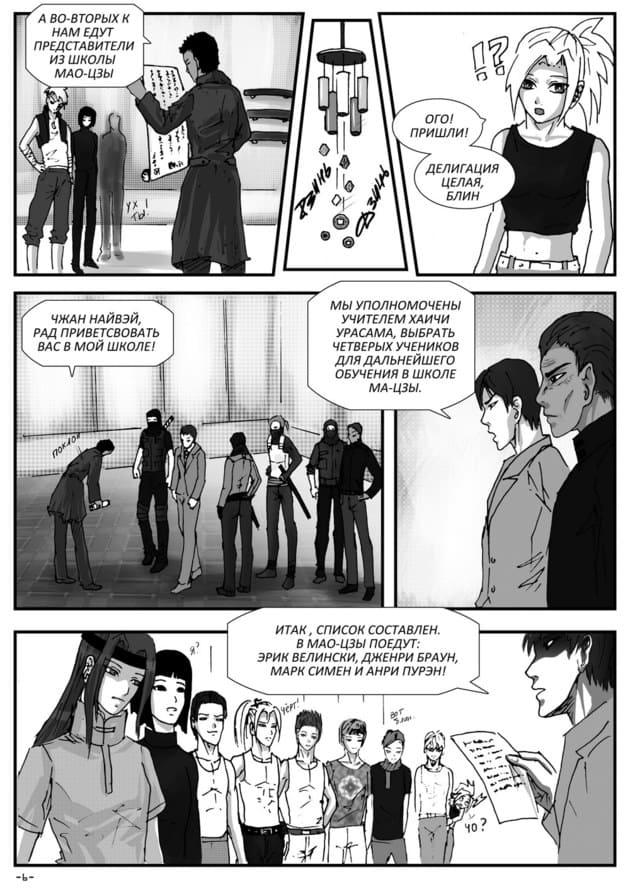 А ВО-ВТОРЫХ К
НАМ ЕДУТ
ПРЕДСТАВИТЕЛИ
ИЗ ШКОЛЫ
МАО-ЦЗЫ
УХ
ТЫ!
ДЗИНЬ
ДЗИНЬ
!?
ОГО!
ПРИШЛИ!
ДЕЛИГАЦИЯ
ЦЕЛАЯ,
БЛИН
ЧЖАН НАЙВЭЙ,
РАД ПРИВЕТСВОВАТЬ
ВАС В МОЙ ШКОЛЕ!
ПОКЛОН
МЫ УПОЛНОМОЧЕНЫ
УЧИТЕЛЕМ ХАИЧИ
УРАСАМА, ВЫБРАТЬ
ЧЕТВЕРЫХ УЧЕНИКОВ
ДЛЯ ДАЛЬНЕЙШЕГО
ОБУЧЕНИЯ В ШКОЛЕ
МА-ЦЗЫ.
ИТАК , СПИСОК СОСТАВЛЕН.
В МАО-ЦЗЫ ПОЕДУТ:
ЭРИК ВЕЛИНСКИ, ДЖЕНРИ БРАУН,
МАРК СИМЕН И АНРИ ПУРЭН!
Я?
ЧЁРТ!
ВОТ
ЧО?
-6-